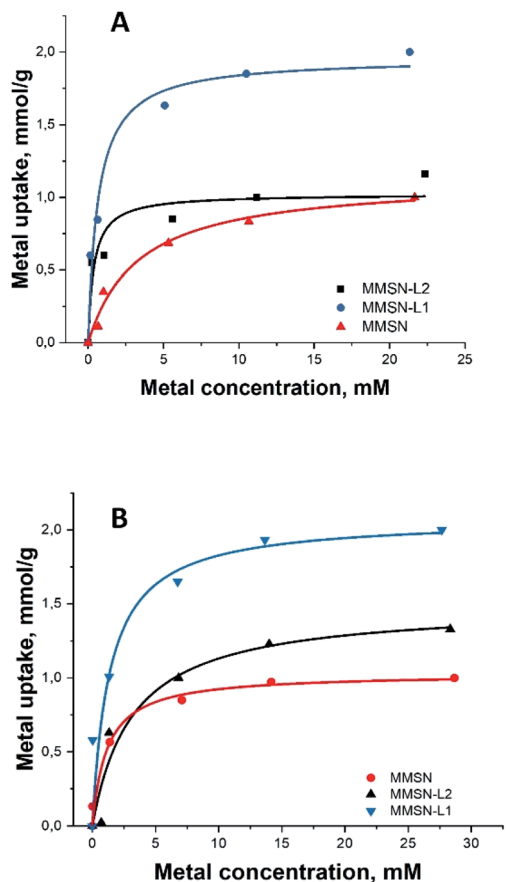 A
Metal uptake, mmol/g
2,0
1,5
1,0
0,5
0,0
MMSN-L2
MMSN-L1
MMSN
0 5 10 15 20 25
Metal concentration, mM
B
Metal uptake, mmol/g
2,0
1,5
1,0
0,5
0,0
MMSN
MMSN-L2
MMSN-L1
0 5 10 15 20 25 30
Metal concentration, mM